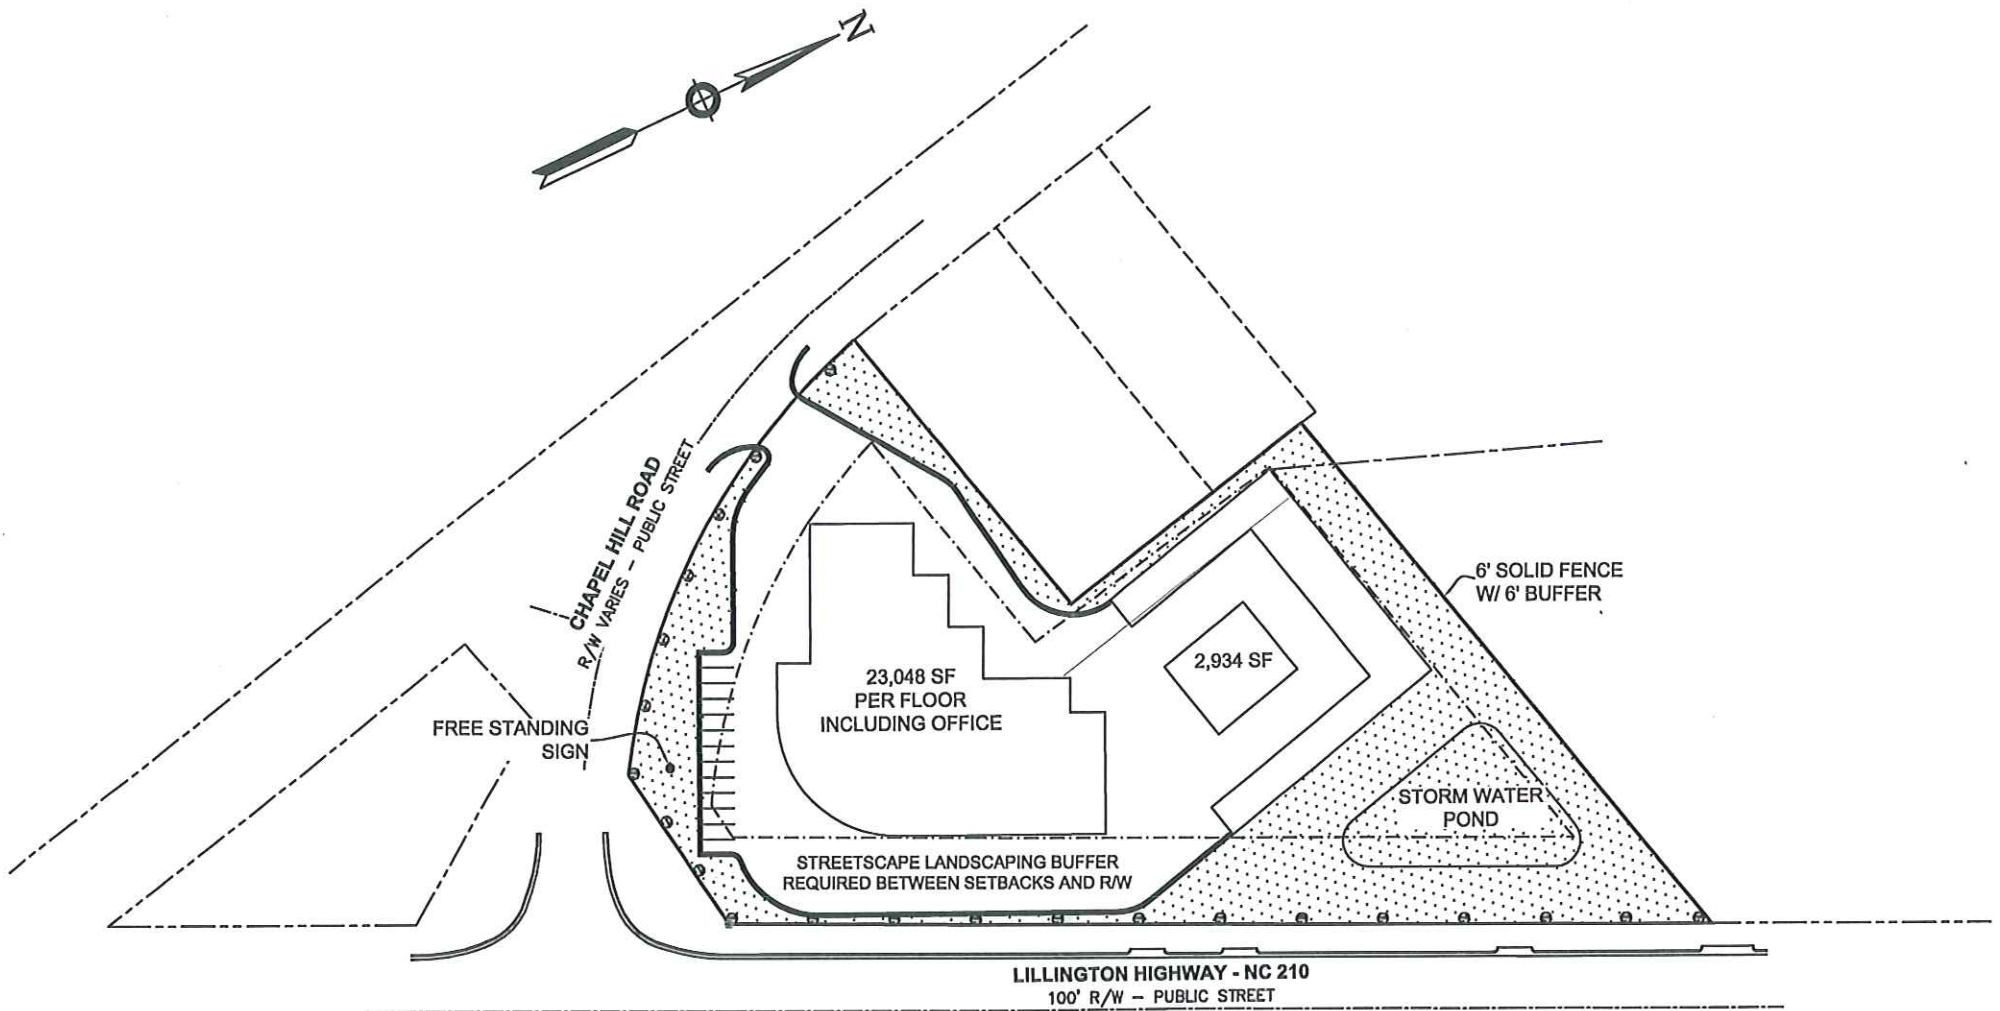 N
CHAPEL HILL ROAD
R/W VARIES - PUBLIC STREET
6' SOLID FENCE
W/ 6' BUFFER
2,934 SF
23,048 SF
PER FLOOR
INCLUDING OFFICE
FREE STANDING
SIGN
STORM WATER
POND
STREETSCAPE LANDSCAPING BUFFER
REQUIRED BETWEEN SETBACKS AND R/W
LILLINGTON HIGHWAY - NC 210
100' R/W - PUBLIC STREET